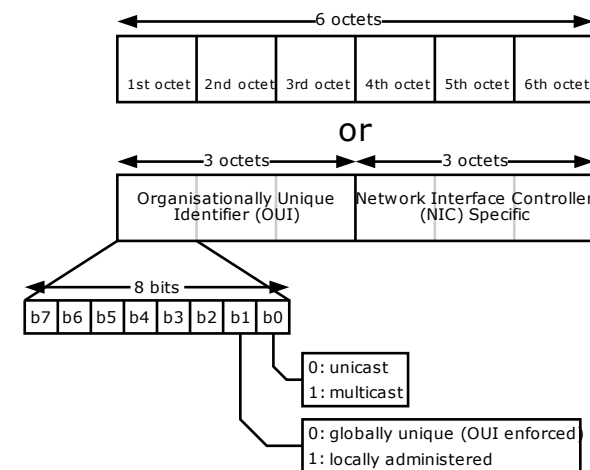 6 octets
1st octet 2nd octet 3rd octet 4th octet 5th octet 6th octet
or
3 octets 3 octets
Organisationally Unique
Identifier (OUI)
Network Interface Controller
(NIC) Specific
8 bits
b7 b6 b5 b4 b3 b2 b1 b0
0: unicast
1: multicast
0: globally unique (OUI enforced)
1: locally administered